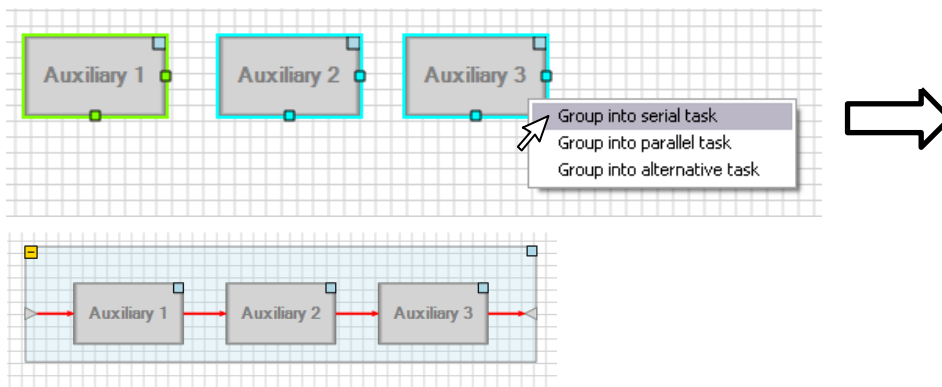 Auxiliary 1
Auxiliary 2
Auxiliary 3
Group into serial task
Group into parallel task
Group into alternative task
Auxiliary 1
Auxiliary 2
Auxiliary 3